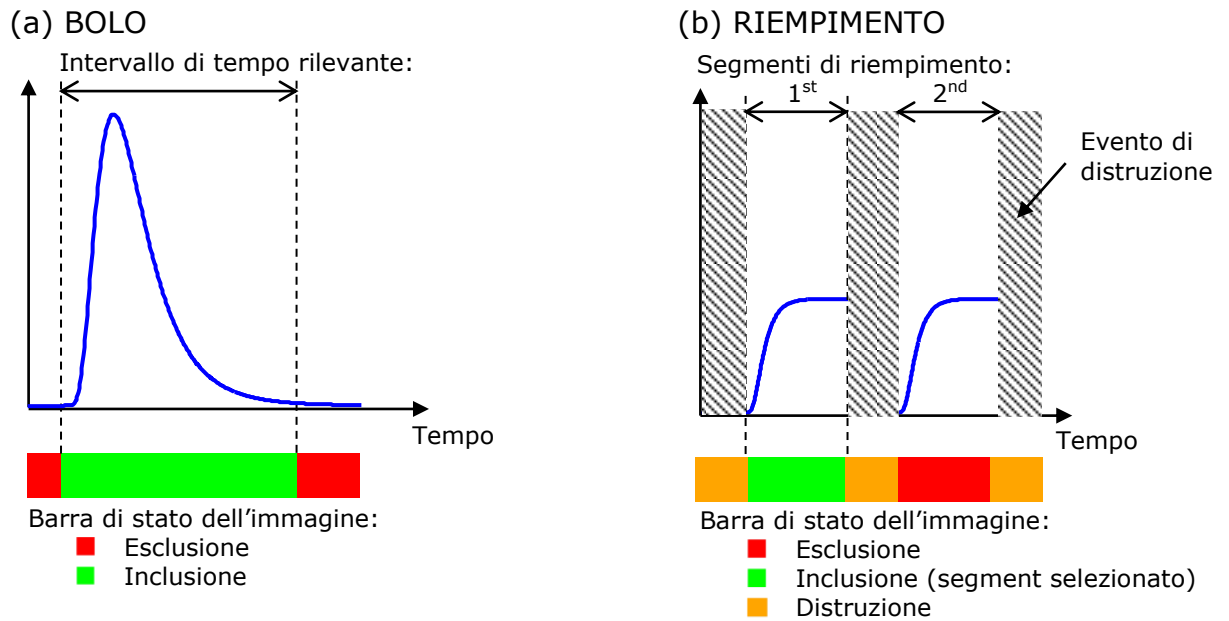 (a) BOLO
Intervallo di tempo rilevante:
Tempo
Barra di stato dell'immagine:
Esclusione
Inclusione
(b) RIEMPIMENTO
Segmenti di riempimento:
1st 2nd
Evento di
distruzione
Tempo
Barra di stato dell'immagine:
Esclusione
Inclusione (segment selezionato)
Distruzione